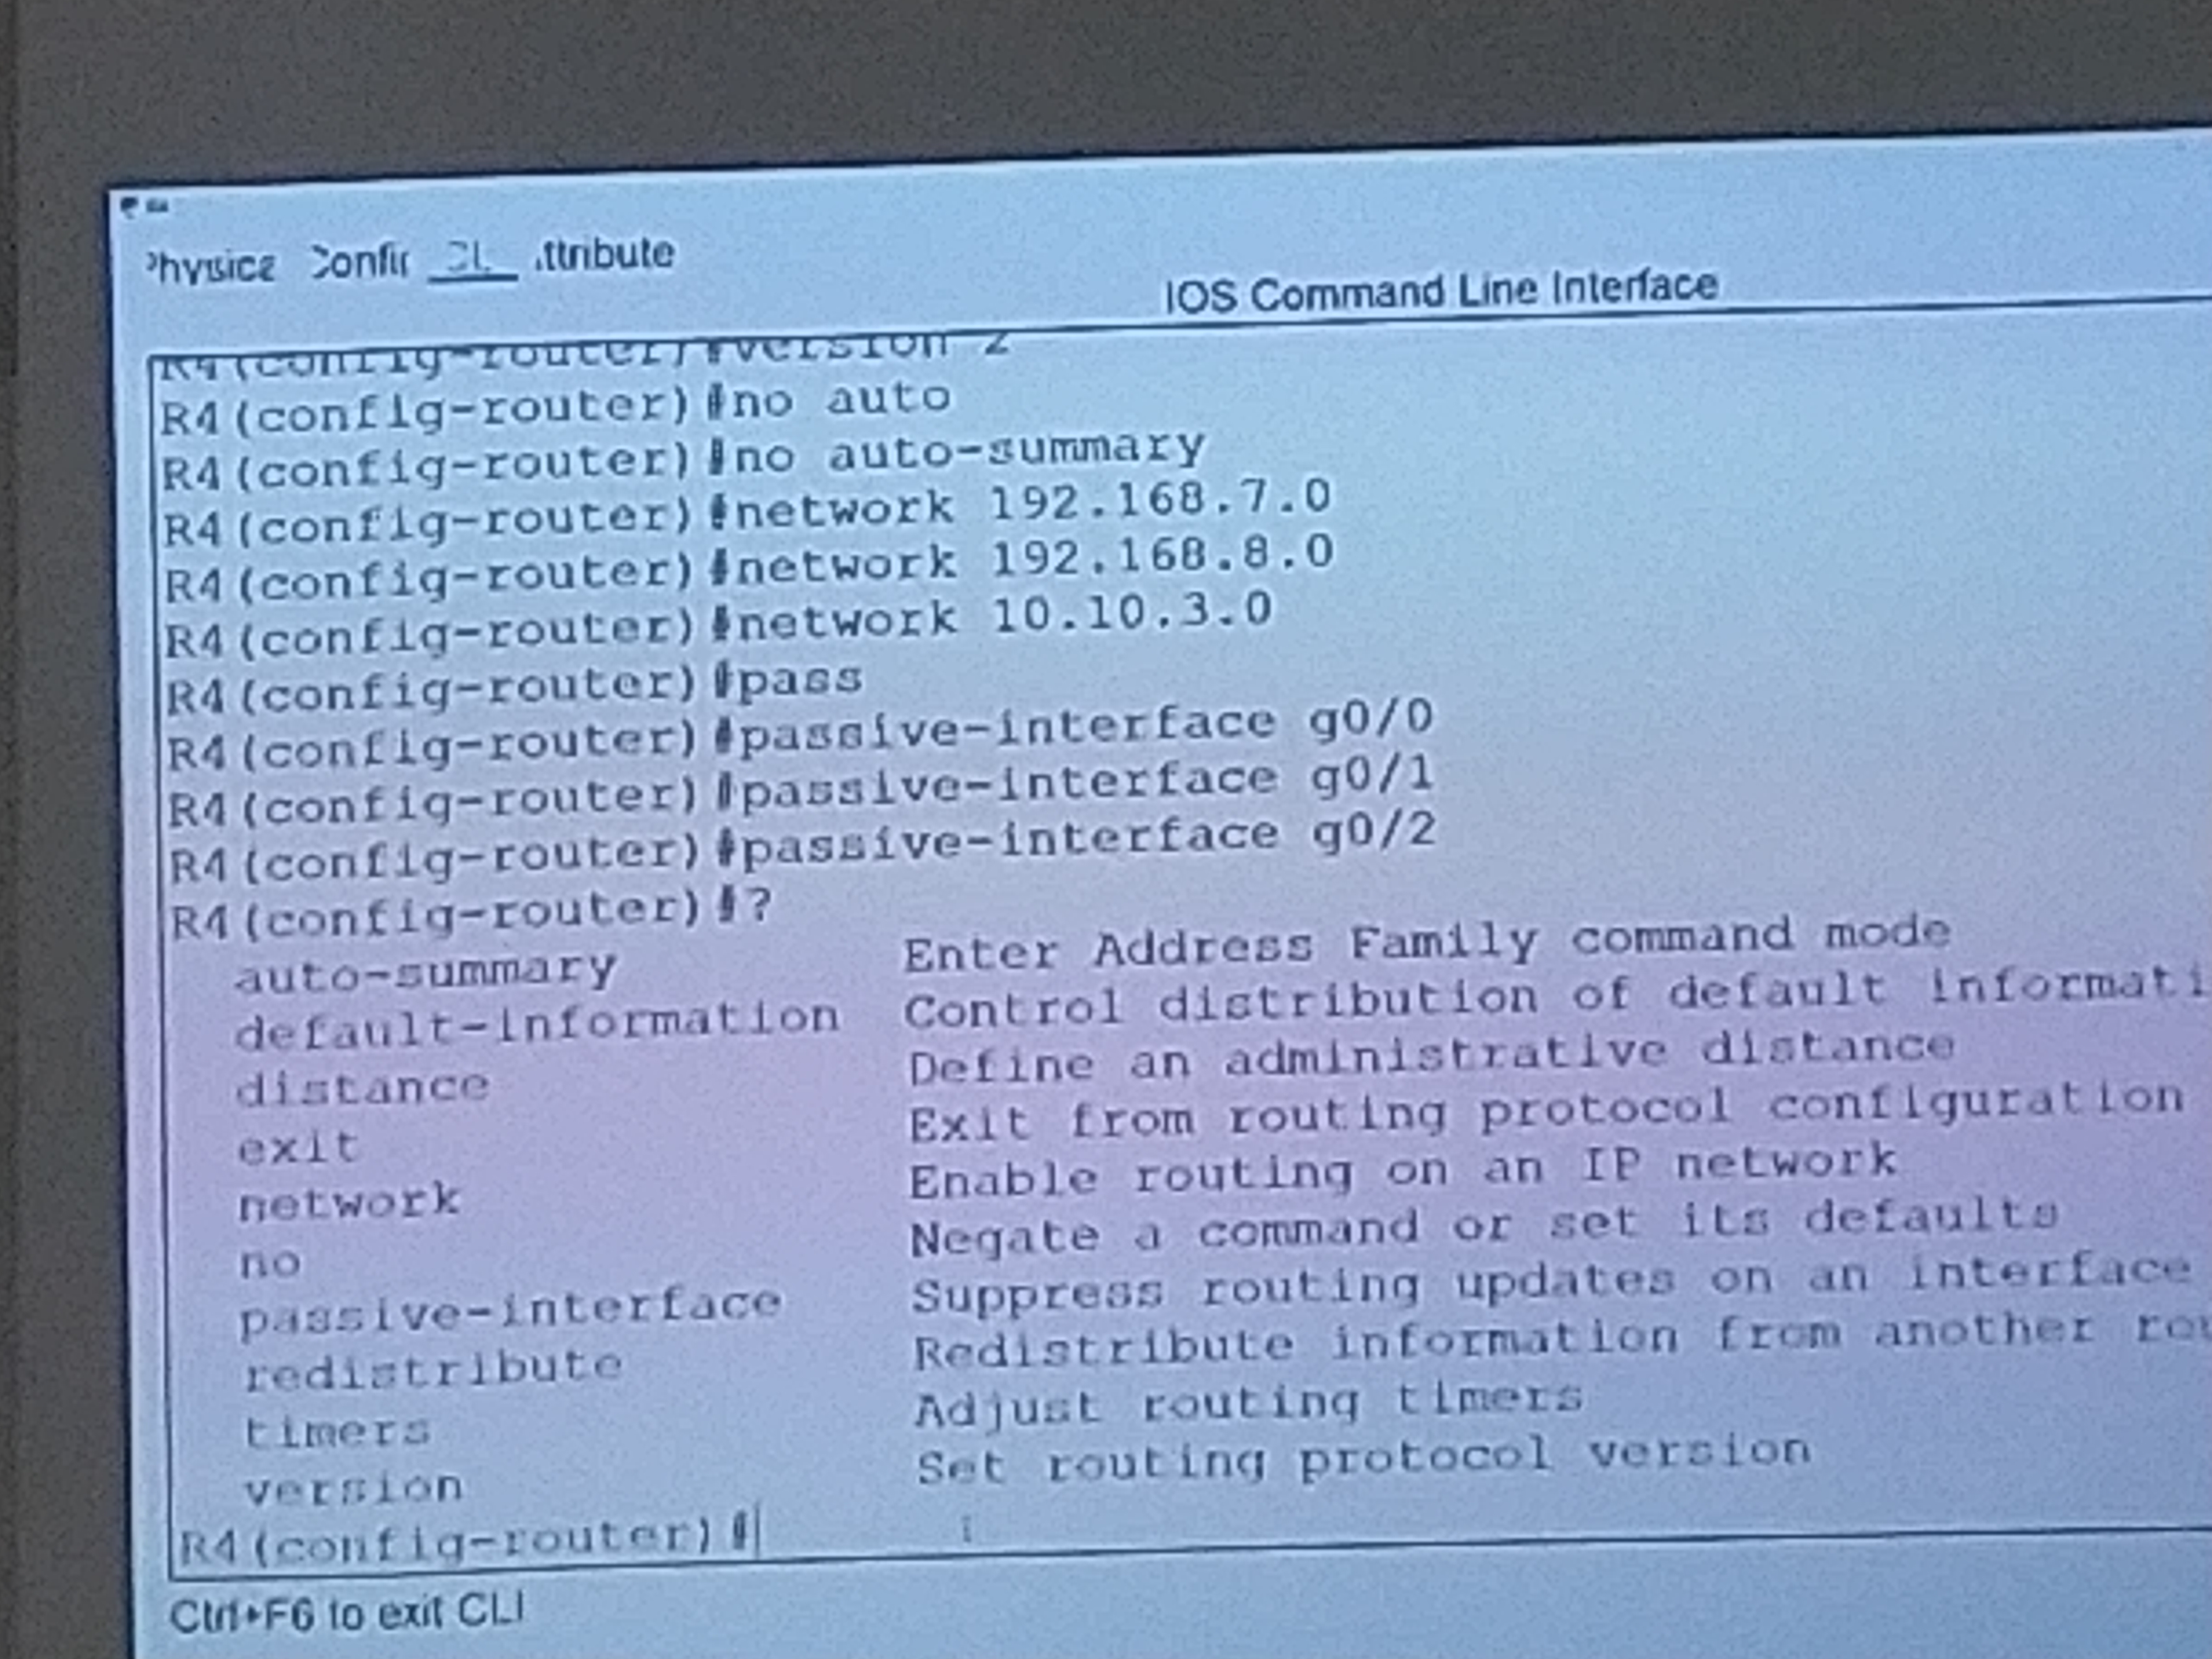 IOS Command Line Interface
R4(config-router)#version 2
R4(config-router)#no auto
R4(config-router)#no auto-summary
R4(config-router)#network 192.168.7.0
R4(config-router)#network 192.168.8.0
R4(config-router)#network 10.10.3.0
R4(config-router)#pass
R4(config-router)#passive-interface g0/0
R4(config-router)#passive-interface g0/1
R4(config-router)#passive-interface g0/2
R4(config-router)#?
auto-summary Enter Address Family command mode
default-information Control distribution of default informati
distance Define an administrative distance
exit Exit from routing protocol configuration
network Enable routing on an IP network
no Negate a command or set its defaults
passive-interface Suppress routing updates on an interface
redistribute Redistribute information from another
timers Adjust routing timers
version Set routing protocol version
R4(config-router)#
Ctrl+F6 to exit CLI